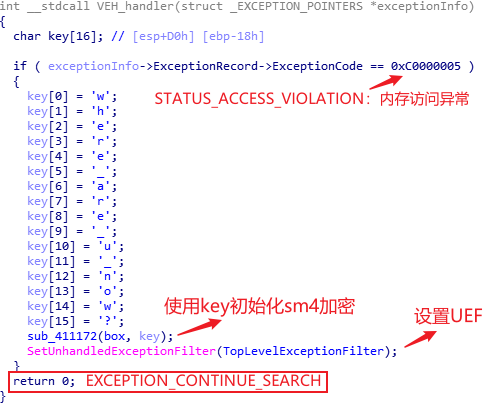 int __stdcall VEH_handler(struct _EXCEPTION_POINTERS *exceptionInfo)
{
char key[16]; // [esp+D0h] [ebp-18h]
if ( exceptionInfo->ExceptionRecord->ExceptionCode == 0xC0000005 )
{
STATUS_ACCESS_VIOLATION：内存访问异常
key[0] = 'w';
key[1] = 'h';
key[2] = 'e';
key[3] = 'r';
key[4] = 'e';
key[5] = '_';
key[6] = 'a';
key[7] = 'r';
key[8] = 'e';
key[9] = '_';
key[10] = 'u';
key[11] = '_';
key[12] = 'n';
key[13] = 'o';
key[14] = 'w';
key[15] = '?';
使用key初始化sm4加密
设置UEF
sub_411172(box, key);
SetUnhandledExceptionFilter(TopLevelExceptionFilter);
}
return 0; EXCEPTION_CONTINUE_SEARCH
}